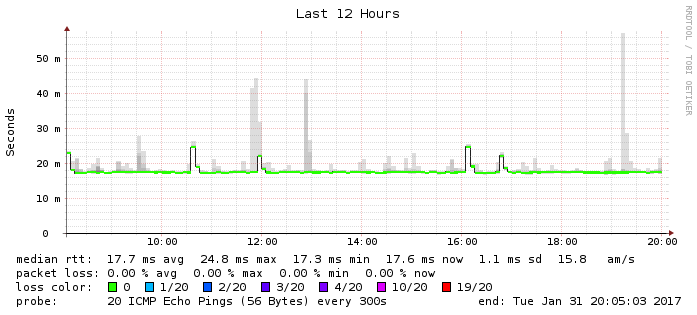 Last 12 Hours
RRDTOOL / TOBI OETIKER
Seconds
50 m
40 m
30 m
20 m
10 m
0
10:00 12:00 14:00 16:00 18:00 20:00
median rtt: 17.7 ms avg 24.8 ms max 17.3 ms min 17.6 ms now 1.1 ms sd 15.8 am/s
packet loss: 0.00 % avg 0.00 % max 0.00 % min 0.00 % now
loss color: 0 1/20 2/20 3/20 4/20 10/20 19/20
probe: 20 ICMP Echo Pings (56 Bytes) every 300s end: Tue Jan 31 20:05:03 2017